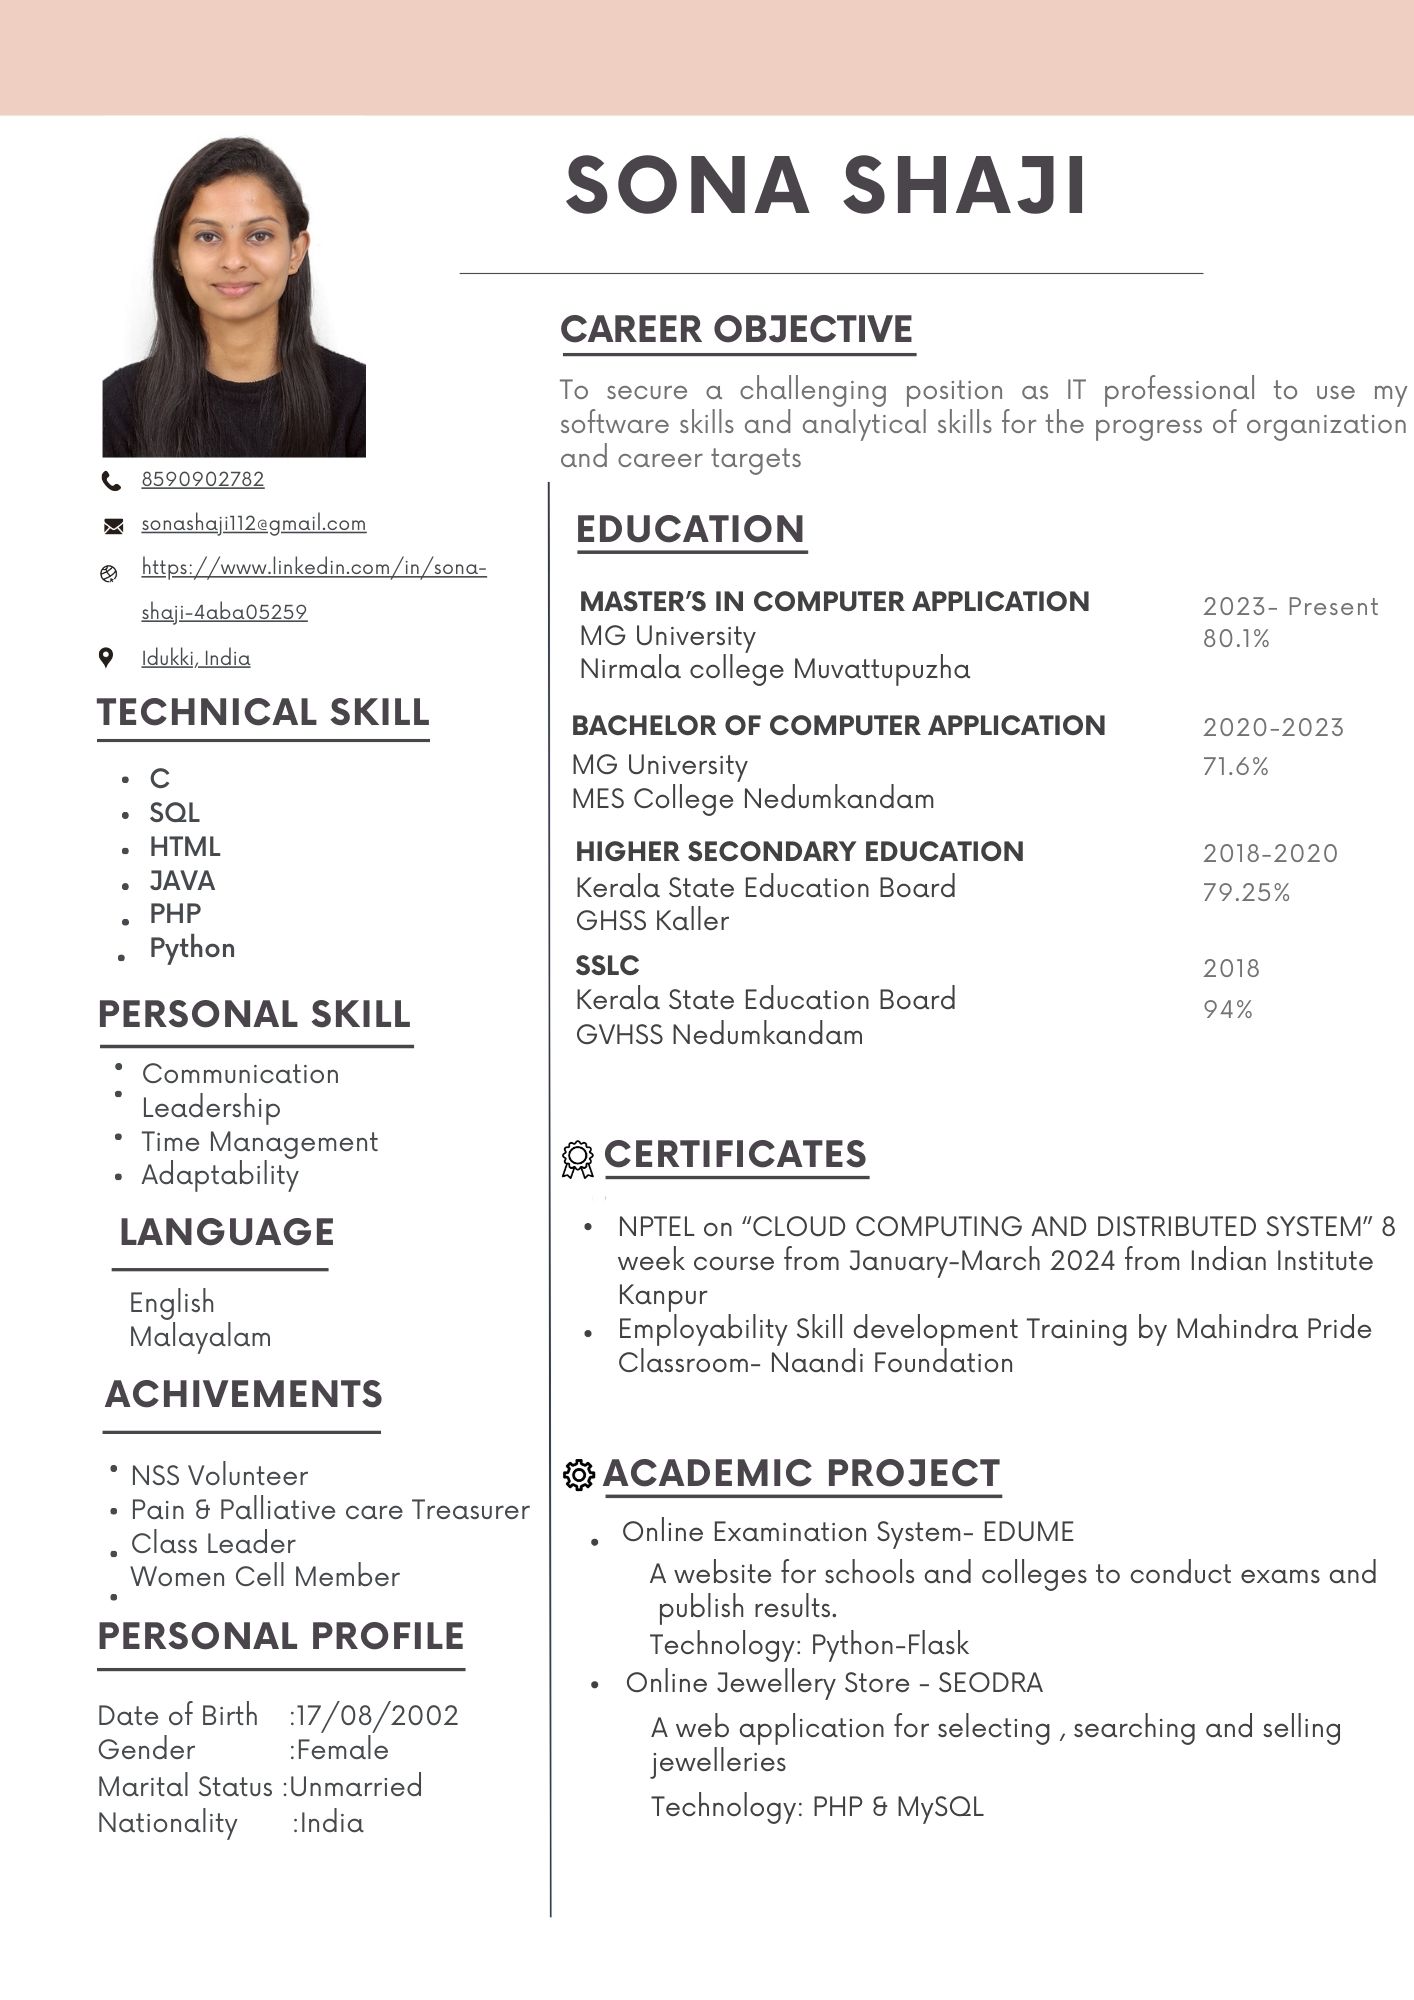 SONA SHAJI
8590902782
sonashaji112@gmail.com
https://www.linkedin.com/in/sona-
shaji-4aba05259
Idukki, India
TECHNICAL SKILL
• C
• SQL
• HTML
• JAVA
• PHP
• Python
PERSONAL SKILL
• Communication
• Leadership
• Time Management
• Adaptability
LANGUAGE
English
Malayalam
ACHIVEMENTS
• NSS Volunteer
• Pain & Palliative care Treasurer
• Class Leader
• Women Cell Member
PERSONAL PROFILE
Date of Birth :17/08/2002
Gender :Female
Marital Status :Unmarried
Nationality :India
CAREER OBJECTIVE
To secure a challenging position as IT professional to use my
software skills and analytical skills for the progress of organization
and career targets
EDUCATION
MASTER’S IN COMPUTER APPLICATION 2023- Present
MG University 80.1%
Nirmala college Muvattupuzha
BACHELOR OF COMPUTER APPLICATION 2020-2023
MG University 71.6%
MES College Nedumkandam
HIGHER SECONDARY EDUCATION 2018-2020
Kerala State Education Board 79.25%
GHSS Kaller
SSLC 2018
Kerala State Education Board 94%
GVHSS Nedumkandam
CERTIFICATES
• NPTEL on “CLOUD COMPUTING AND DISTRIBUTED SYSTEM” 8
week course from January-March 2024 from Indian Institute
Kanpur
• Employability Skill development Training by Mahindra Pride
Classroom- Naandi Foundation
ACADEMIC PROJECT
• Online Examination System- EDUME
A website for schools and colleges to conduct exams and
publish results.
Technology: Python-Flask
• Online Jewellery Store - SEODRA
A web application for selecting , searching and selling
jewelleries
Technology: PHP & MySQL